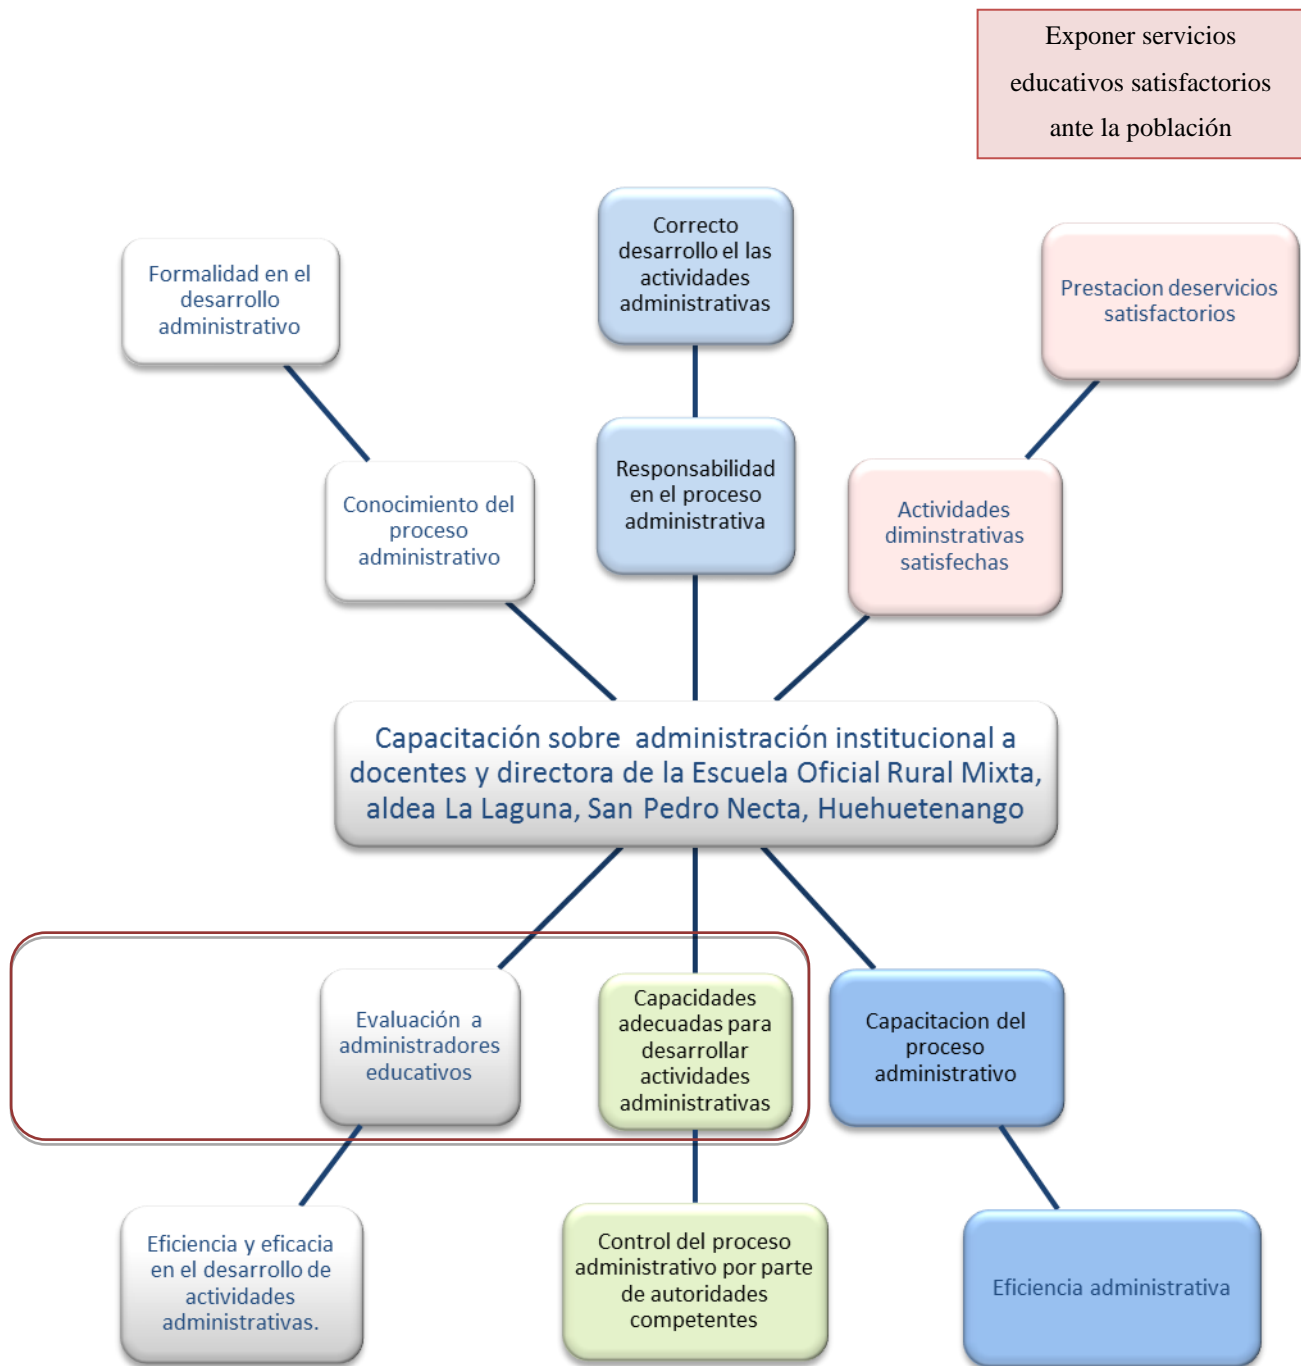 Exponer servicios
educativos satisfactorios
ante la población
Correcto
desarrollo el las
actividades
administrativas
Formalidad en el
desarrollo
administrativo
Prestacion deservicios
satisfactorios
Responsabilidad
en el proceso
administrativa
Conocimiento del
proceso
administrativo
Actividades
diminstrativas
satisfechas
Capacitación sobre administración institucional a
docentes y directora de la Escuela Oficial Rural Mixta,
aldea La Laguna, San Pedro Necta, Huehuetenango
Evaluación a
administradores
educativos
Capacidades
adecuadas para
desarrollar
actividades
administrativas
Capacitacion del
proceso
administrativo
Eficiencia y eficacia
en el desarrollo de
actividades
administrativas.
Control del proceso
administrativo por parte
de autoridades
competentes
Eficiencia administrativa